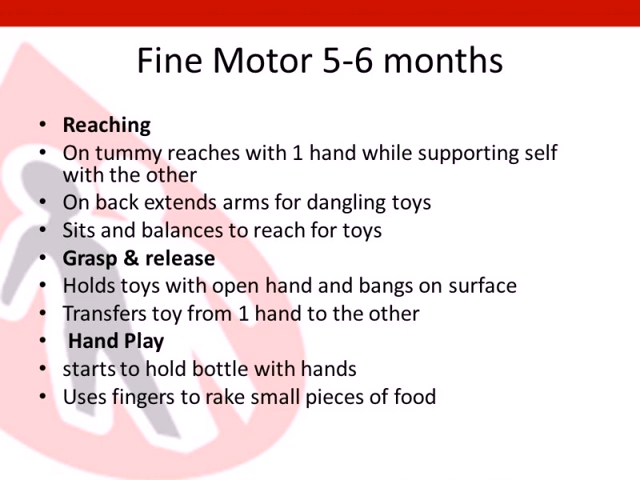 Fine Motor 5-6 months
• Reaching
• On tummy reaches with 1 hand while supporting self
with the other
• On back extends arms for dangling toys
• Sits and balances to reach for toys
• Grasp & release
• Holds toys with open hand and bangs on surface
• Transfers toy from 1 hand to the other
• Hand Play
• starts to hold bottle with hands
• Uses fingers to rake small pieces of food